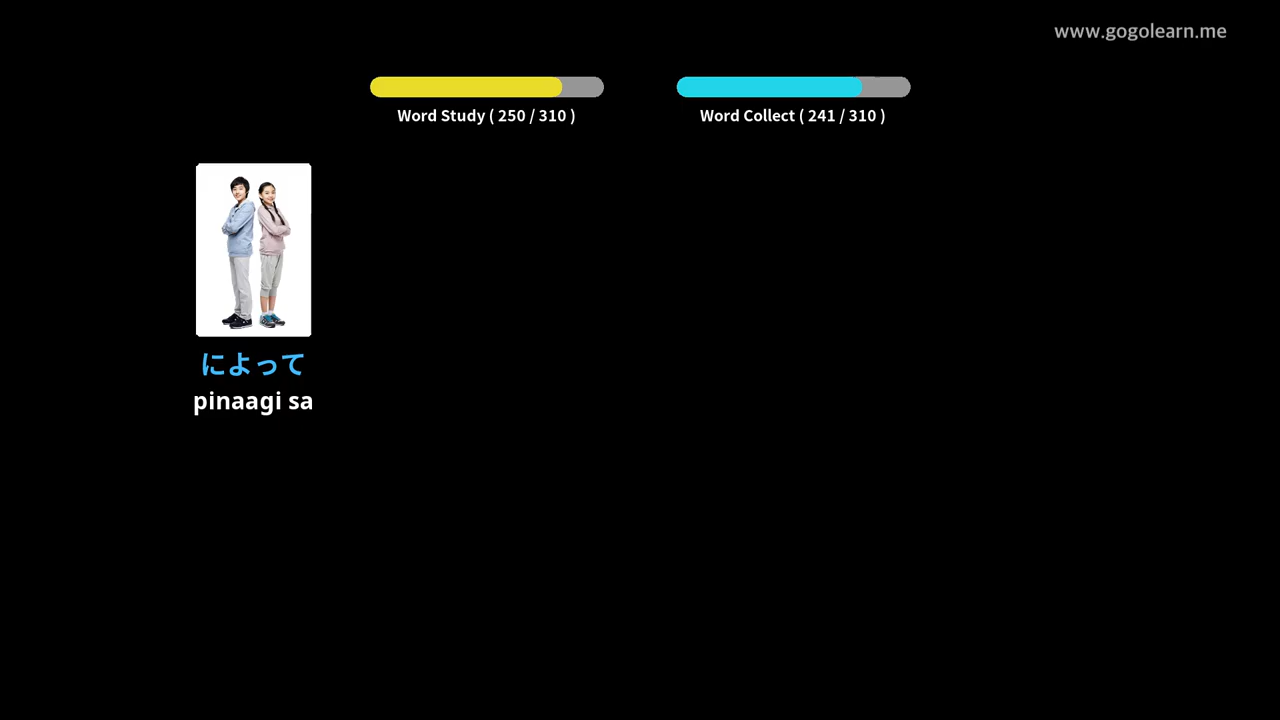 www.gogolearn.me
Word Study ( 250 / 310 )
Word Collect ( 241 / 310 )
によって
pinaagi sa